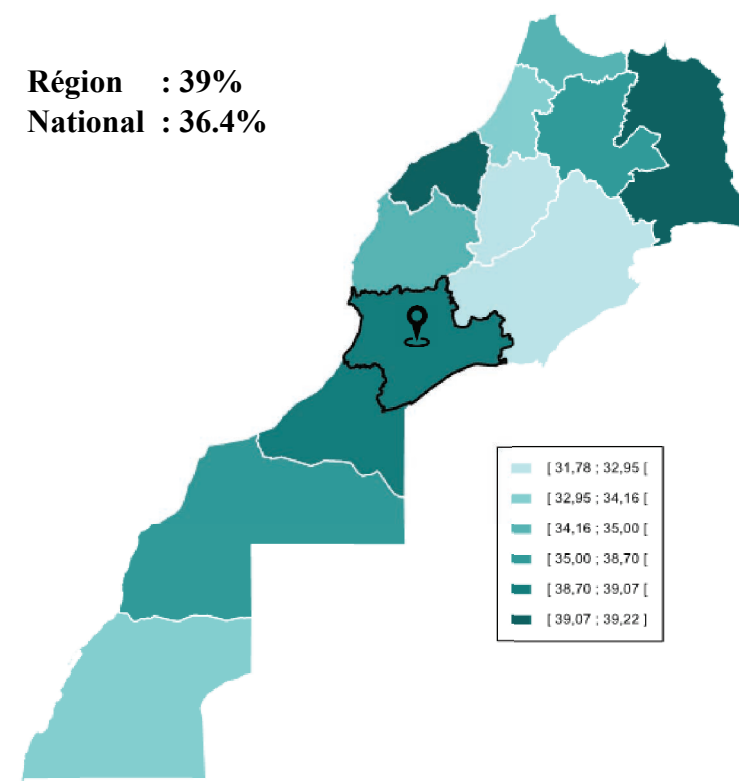 Région : 39%
National : 36.4%
[ 31,78 ; 32,95 [
[ 32,95 ; 34,16 [
[ 34,16 ; 35,00 [
[ 35,00 ; 38,70 [
[ 38,70 ; 39,07 [
[ 39,07 ; 39,22 ]